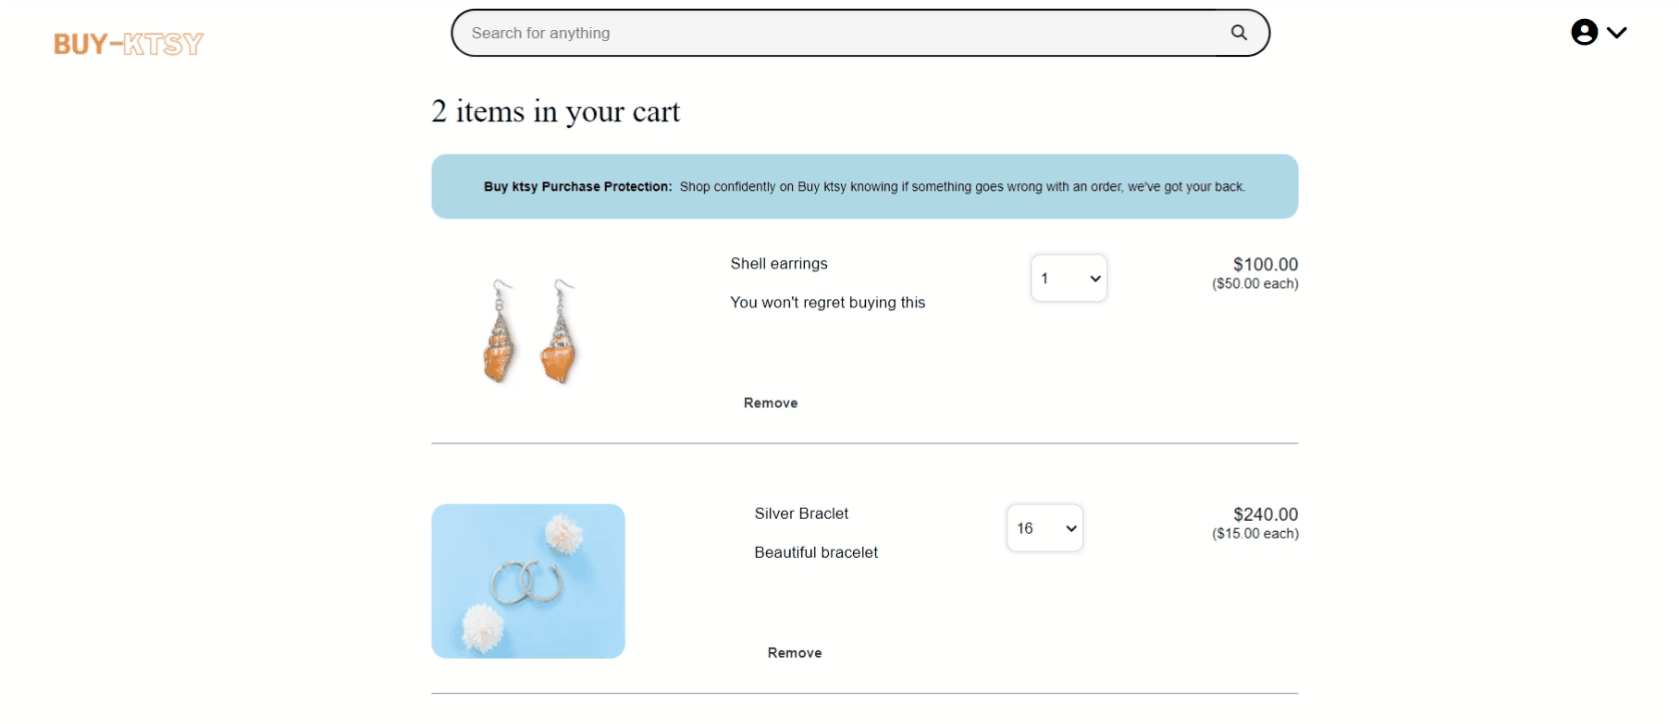 BUY-KTSY
Search for anything
2 items in your cart
Buy ktsy Purchase Protection: Shop confidently on Buy ktsy knowing if something goes wrong with an order, we've got your back.
Shell earrings
1
$100.00
($50.00 each)
You won't regret buying this
Remove
Silver Braclet
16
$240.00
($15.00 each)
Beautiful bracelet
Remove